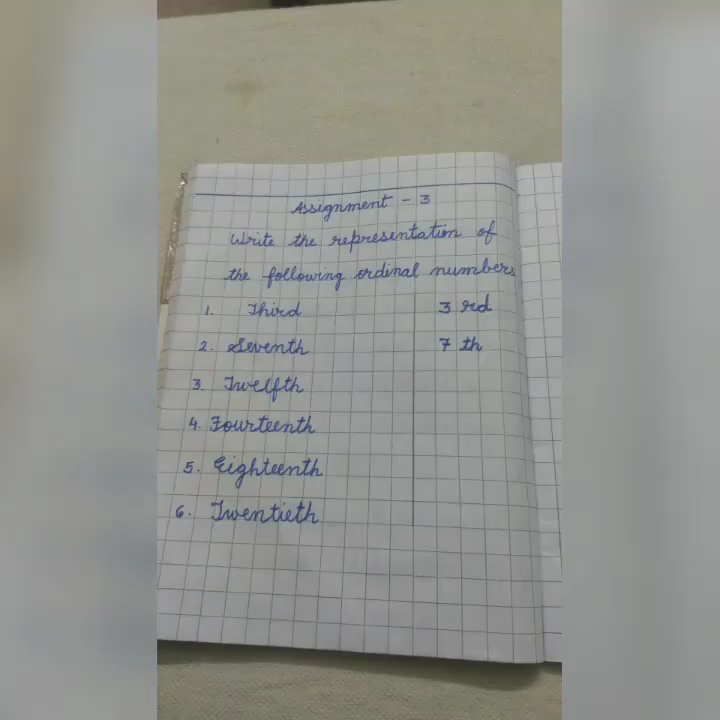 Assignment - 3
Write the representation of
the following ordinal numbers
1. Third 3 rd
2. Seventh 7 th
3. Twelfth
4. Fourteenth
5. Eighteenth
6. Twentieth